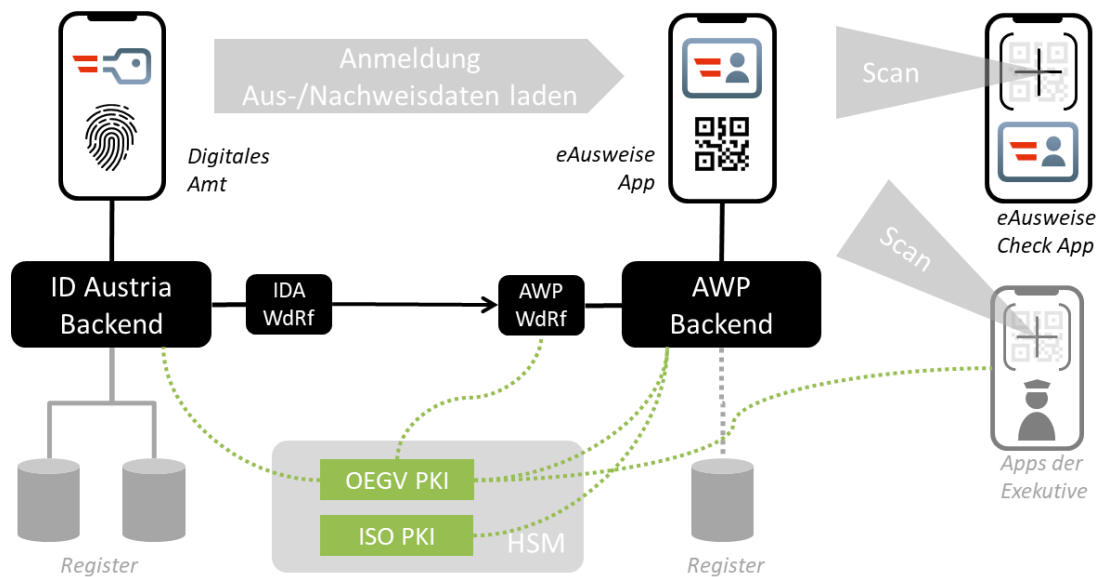 Anmeldung
Aus-/Nachweisdaten laden
Scan
Digitales
Amt
eAusweise
App
eAusweise
Check App
Scan
ID Austria
Backend
IDA
WdRf
AWP
WdRf
AWP
Backend
OEGV PKI
ISO PKI
HSM
Apps der
Exekutive
Register
Register